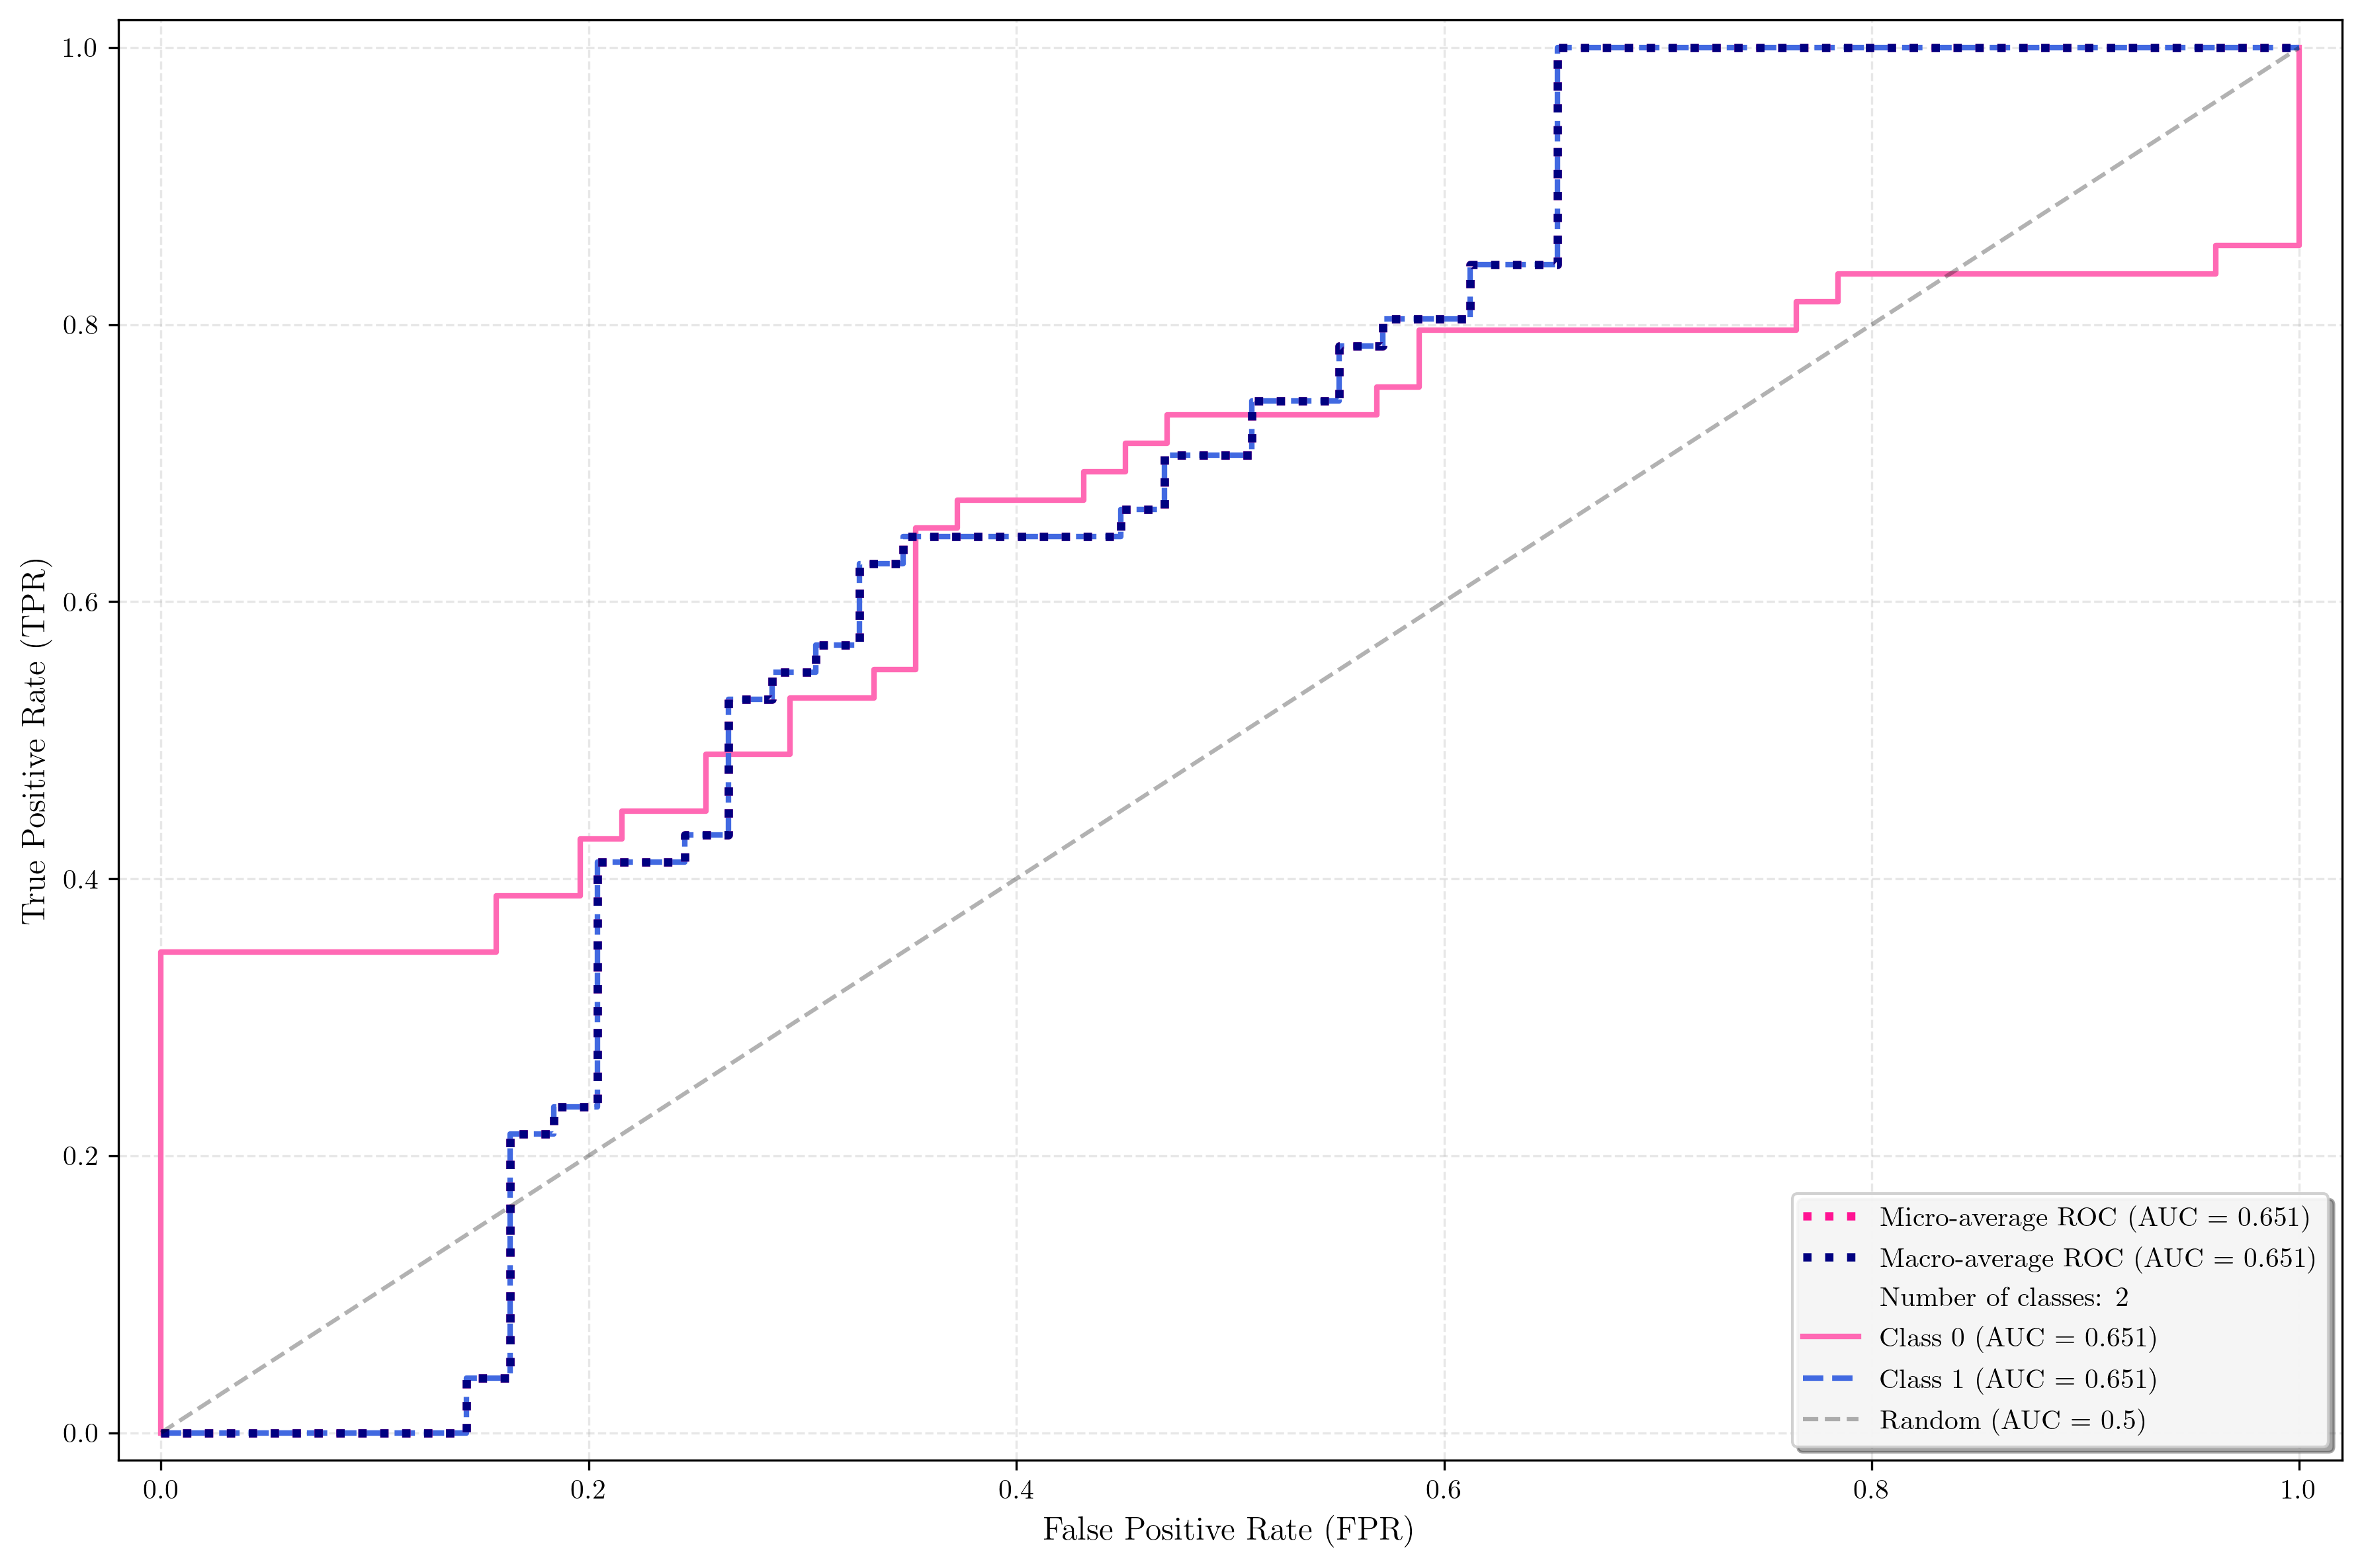 1.0
0.8
0.6
0.4
0.2
0.0
True Positive Rate (TPR)
0.0 0.2 0.4 0.6 0.8 1.0
False Positive Rate (FPR)
Micro-average ROC (AUC = 0.651)
Macro-average ROC (AUC = 0.651)
Number of classes: 2
Class 0 (AUC = 0.651)
Class 1 (AUC = 0.651)
Random (AUC = 0.5)